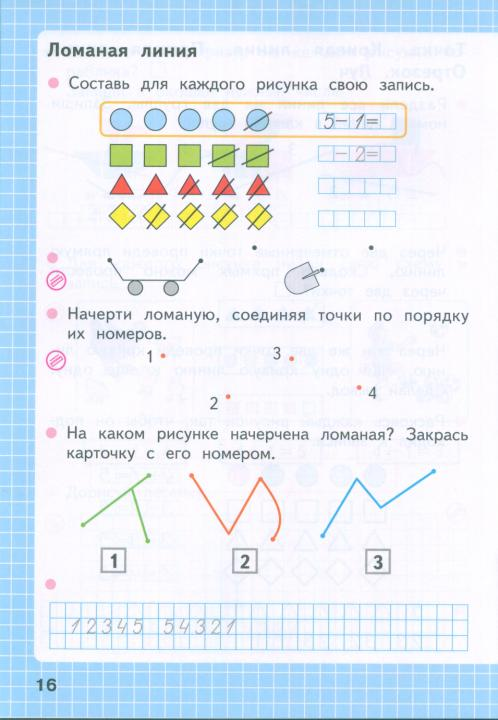 Ломаная линия
Составь для каждого рисунка свою запись.
5-1=
-2=
Начерти ломаную, соединяя точки по порядку
их номеров.
1 3
2 4
На каком рисунке начерчена ломаная? Закрась
карточку с его номером.
1 2 3
12345 54321
16